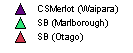 CSMerlot (Waipara)
SB (Marlborough)
SB (Otago)